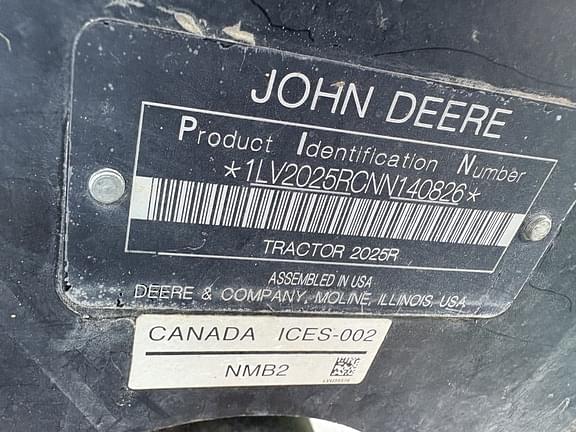 JOHN DEERE
Product Identification Number
*1LV2025RCNN140826*
TRACTOR 2025R
ASSEMBLED IN USA
DEERE & COMPANY, MOLINE, ILLINOIS, USA
CANADA ICES-002
NMB2